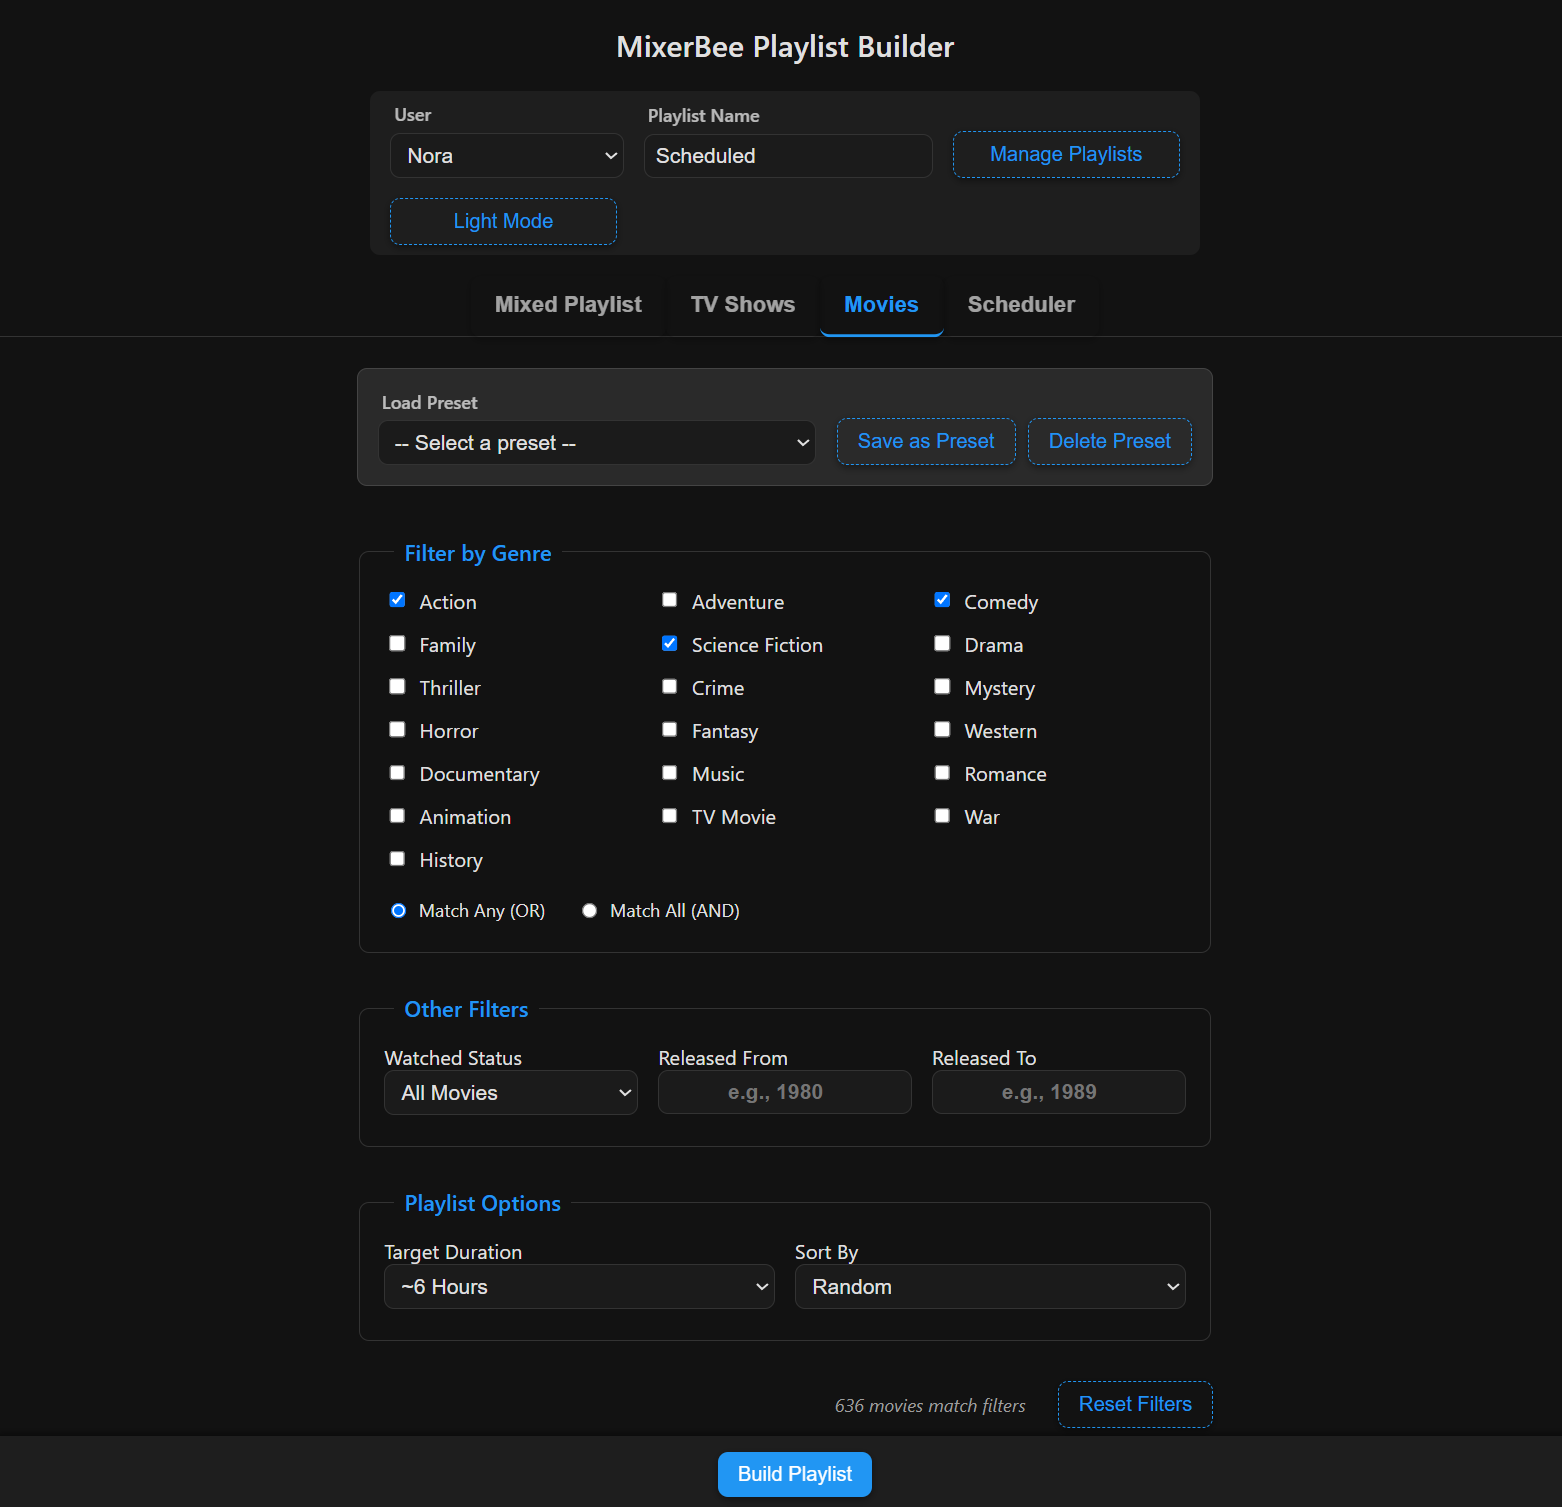 MixerBee Playlist Builder
User
Playlist Name
Nora
Scheduled
Manage Playlists
Light Mode
Mixed Playlist
TV Shows
Movies
Scheduler
Load Preset
-- Select a preset --
Save as Preset
Delete Preset
Filter by Genre
Action
Adventure
Comedy
Family
Science Fiction
Drama
Thriller
Crime
Mystery
Horror
Fantasy
Western
Documentary
Music
Romance
Animation
TV Movie
War
History
Match Any (OR)
Match All (AND)
Other Filters
Watched Status
Released From
Released To
All Movies
e.g., 1980
e.g., 1989
Playlist Options
Target Duration
Sort By
~6 Hours
Random
636 movies match filters
Reset Filters
Build Playlist